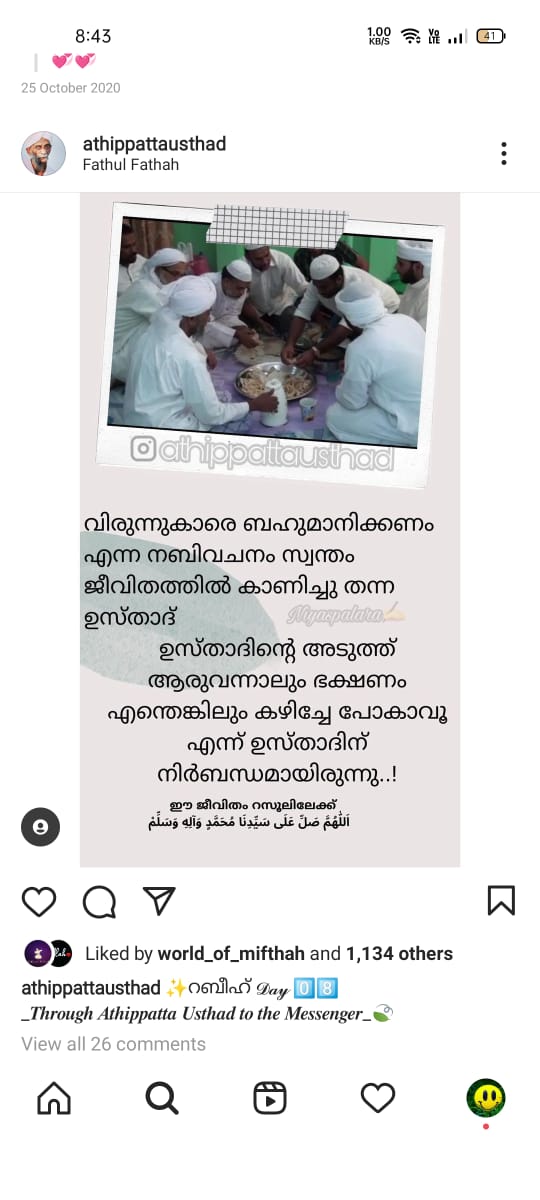 8:43
1.00 KB/S
Vo LTE
41
25 October 2020
athippattausthad
Fathul Fathah
athippattausthad
വിരുന്നുകാരെ ബഹുമാനിക്കണം
എന്ന നബിവചനം സ്വന്തം
ജീവിതത്തിൽ കാണിച്ചു തന്ന
ഉസ്താദ്
ഉസ്താദിന്റെ അടുത്ത്
ആരുവന്നാലും ഭക്ഷണം
എന്തെങ്കിലും കഴിച്ചേ പോകാവൂ
എന്ന് ഉസ്താദിന്
നിർബന്ധമായിരുന്നു..!
ഈ ജീവിതം റസൂലിലേക്ക്
اَللّٰهُمَّ صَلِّ عَلَى سَيِّدِنَا مُحَمَّدٍ وَآلِهِ وَسَلِّمْ
Liked by world_of_mifthah and 1,134 others
athippattausthad ✨റബീഹ് 𝓓𝓪𝔂 0️⃣8️⃣
_Through Athippatta Usthad to the Messenger_🍃
View all 26 comments